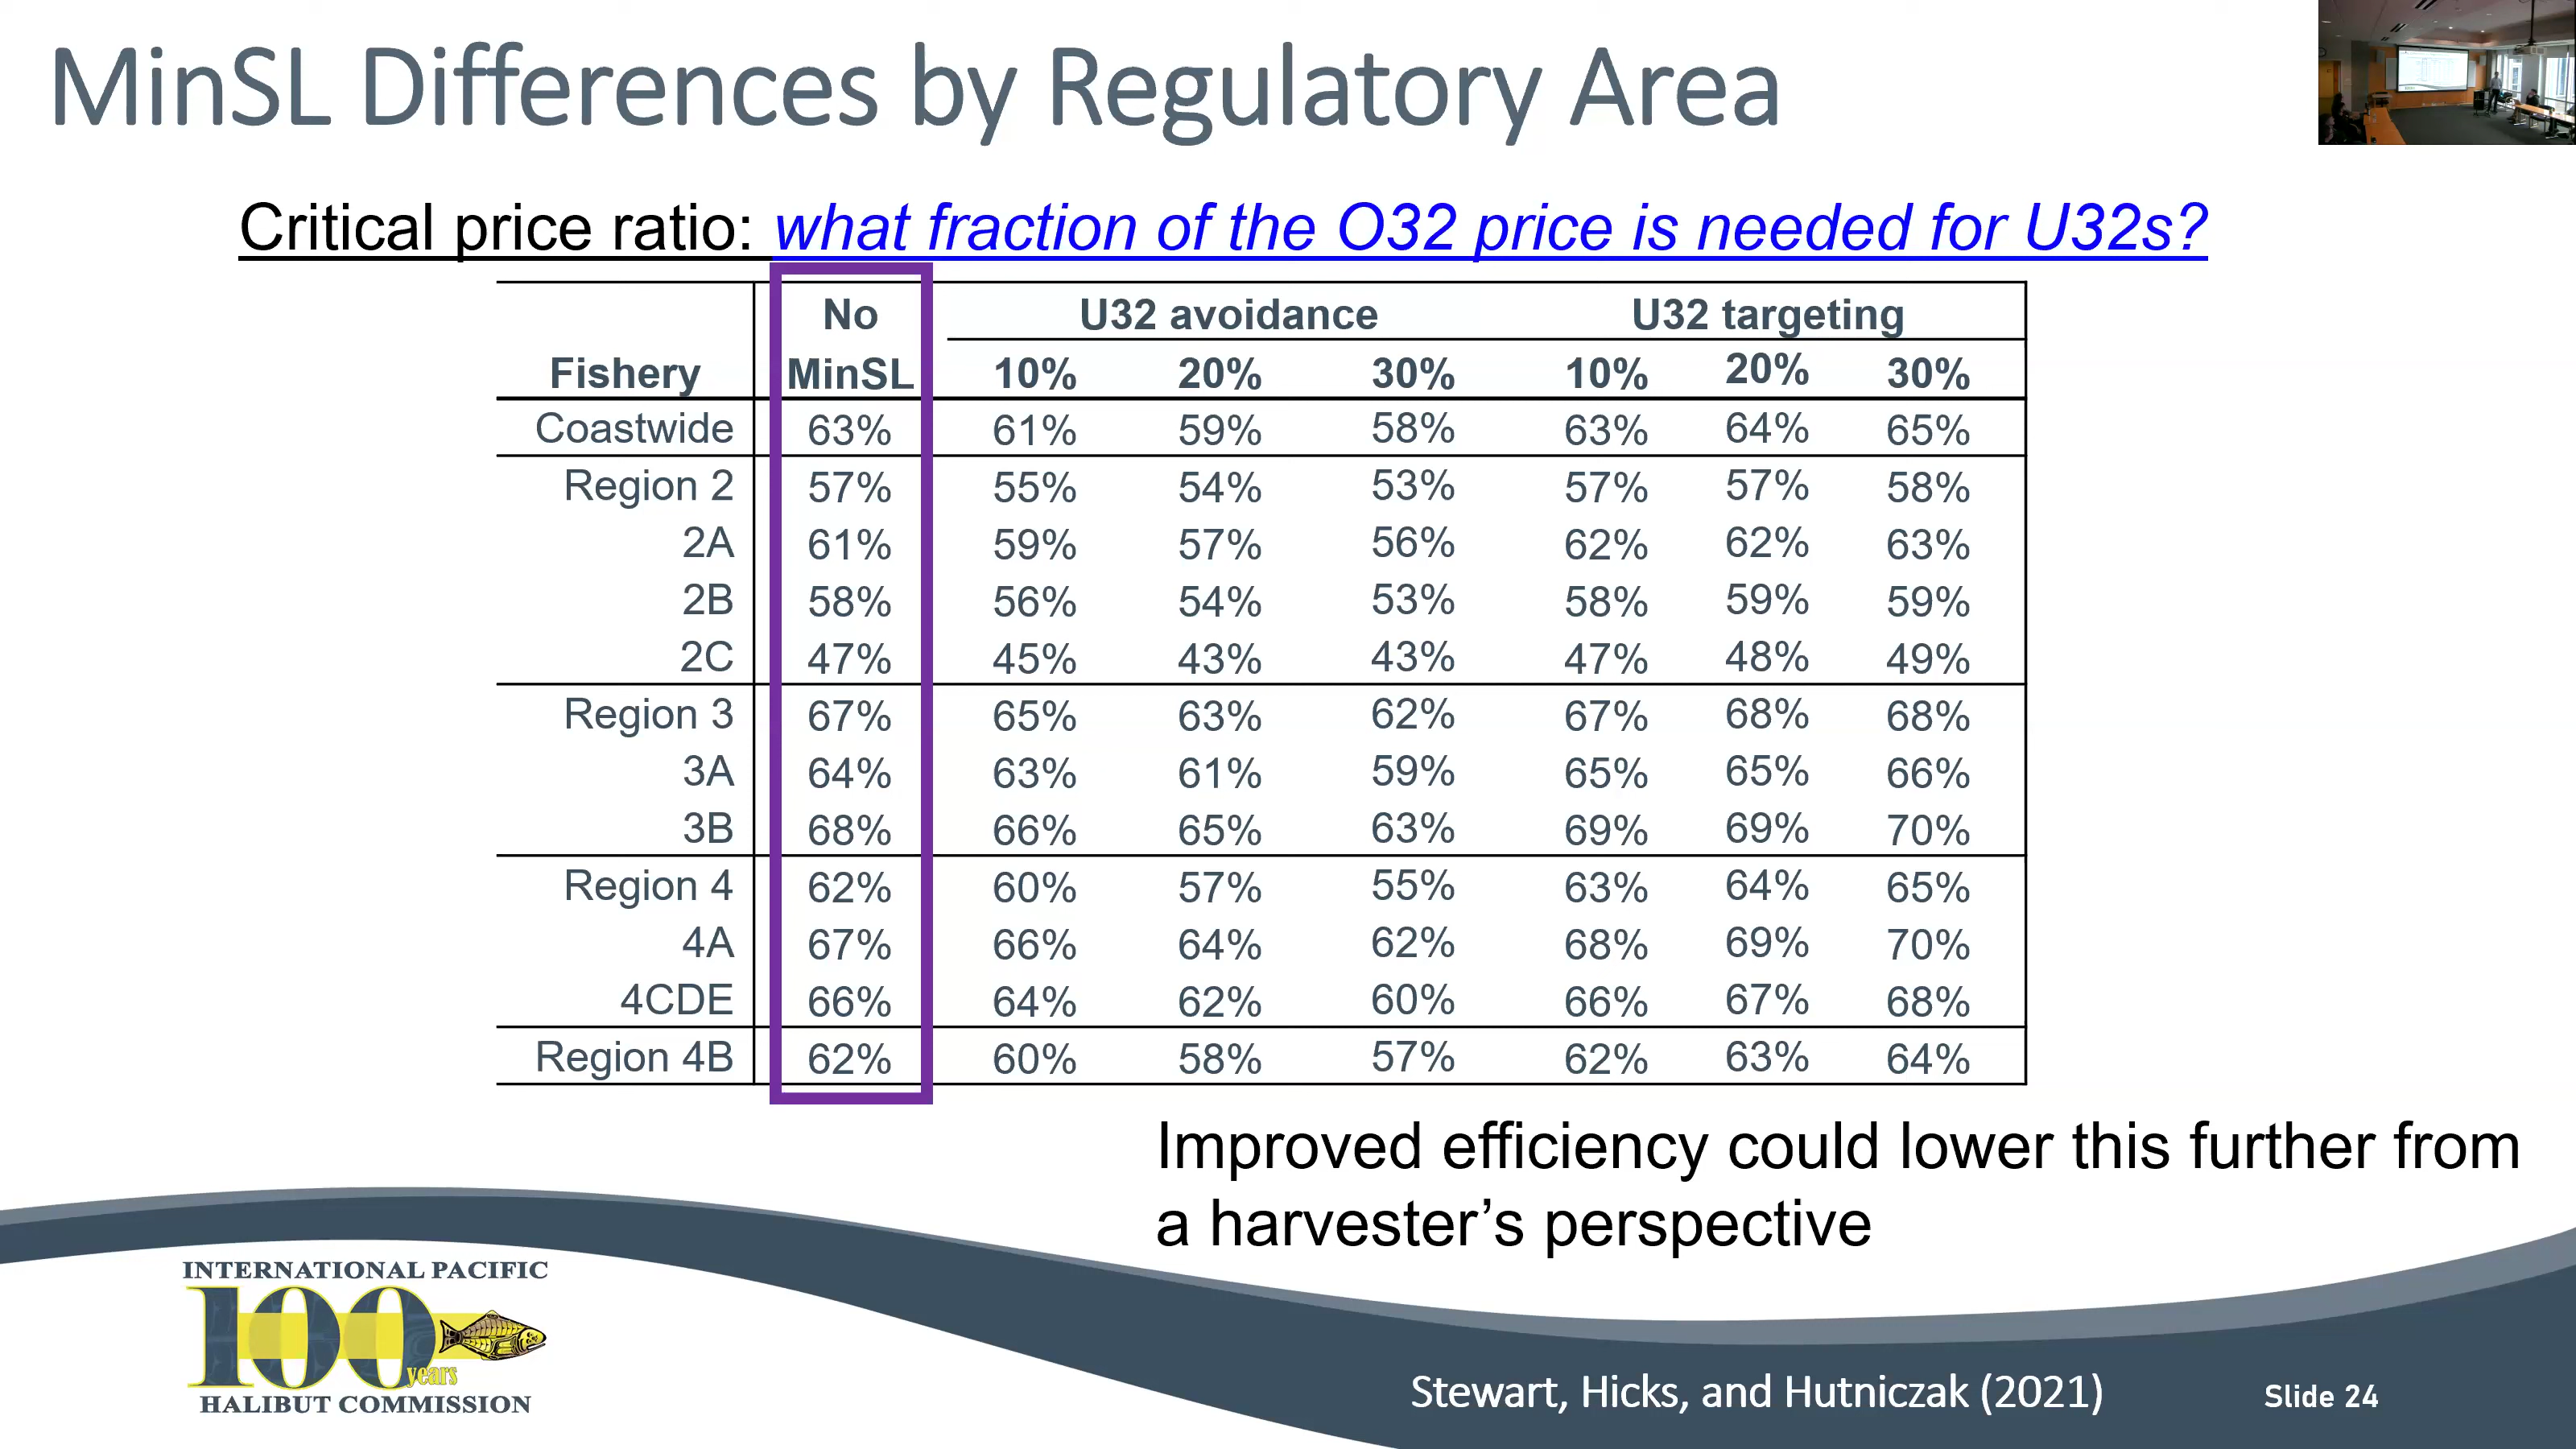 MinSL Differences by Regulatory Area
Critical price ratio: what fraction of the O32 price is needed for U32s?
No U32 avoidance U32 targeting
Fishery MinSL 10% 20% 30% 10% 20% 30%
Coastwide 63% 61% 59% 58% 63% 64% 65%
Region 2 57% 55% 54% 53% 57% 57% 58%
2A 61% 59% 57% 56% 62% 62% 63%
2B 58% 56% 54% 53% 58% 59% 59%
2C 47% 45% 43% 43% 47% 48% 49%
Region 3 67% 65% 63% 62% 67% 68% 68%
3A 64% 63% 61% 59% 65% 65% 66%
3B 68% 66% 65% 63% 69% 69% 70%
Region 4 62% 60% 57% 55% 63% 64% 65%
4A 67% 66% 64% 62% 68% 69% 70%
4CDE 66% 64% 62% 60% 66% 67% 68%
Region 4B 62% 60% 58% 57% 62% 63% 64%
Improved efficiency could lower this further from
a harvester’s perspective
INTERNATIONAL PACIFIC
100
years
HALIBUT COMMISSION
Stewart, Hicks, and Hutniczak (2021)
Slide 24